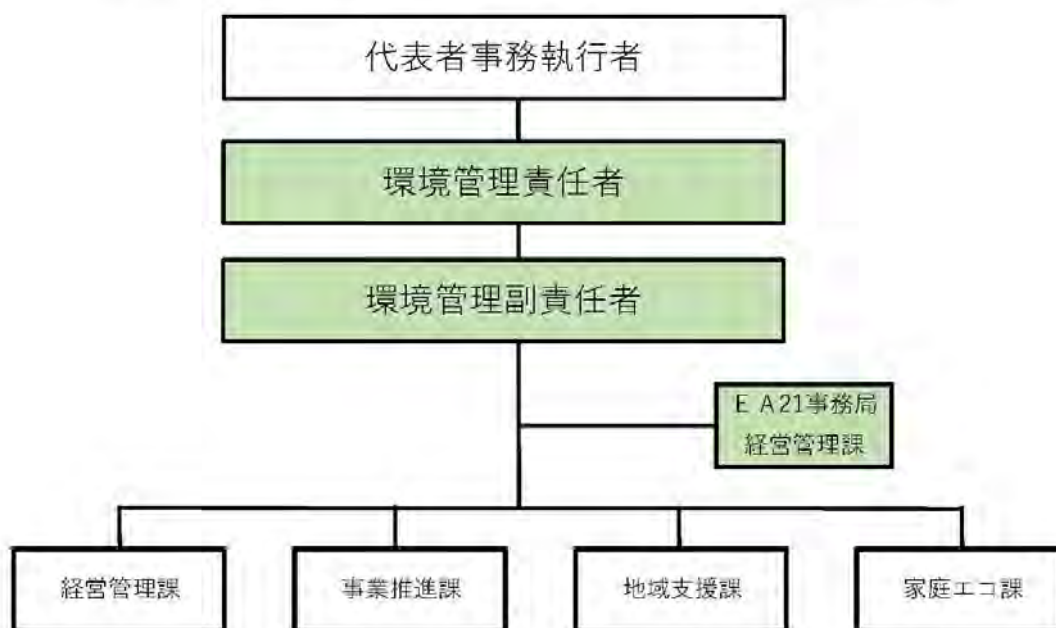 代表者事務執行者
環境管理責任者
環境管理副責任者
E A21事務局
経営管理課
経営管理課
事業推進課
地域支援課
家庭エコ課